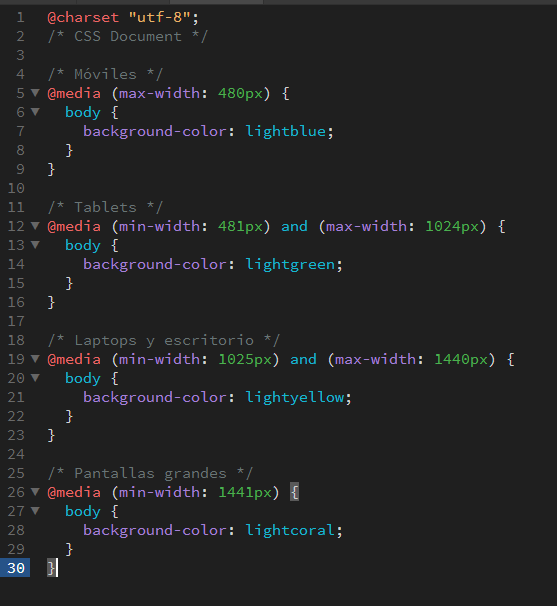 1 @charset "utf-8";
2 /* CSS Document */
3
4 /* Móviles */
5 @media (max-width: 480px) {
6 body {
7 background-color: lightblue;
8 }
9 }
10
11 /* Tablets */
12 @media (min-width: 481px) and (max-width: 1024px) {
13 body {
14 background-color: lightgreen;
15 }
16 }
17
18 /* Laptops y escritorio */
19 @media (min-width: 1025px) and (max-width: 1440px) {
20 body {
21 background-color: lightyellow;
22 }
23 }
24
25 /* Pantallas grandes */
26 @media (min-width: 1441px) {
27 body {
28 background-color: lightcoral;
29 }
30 }